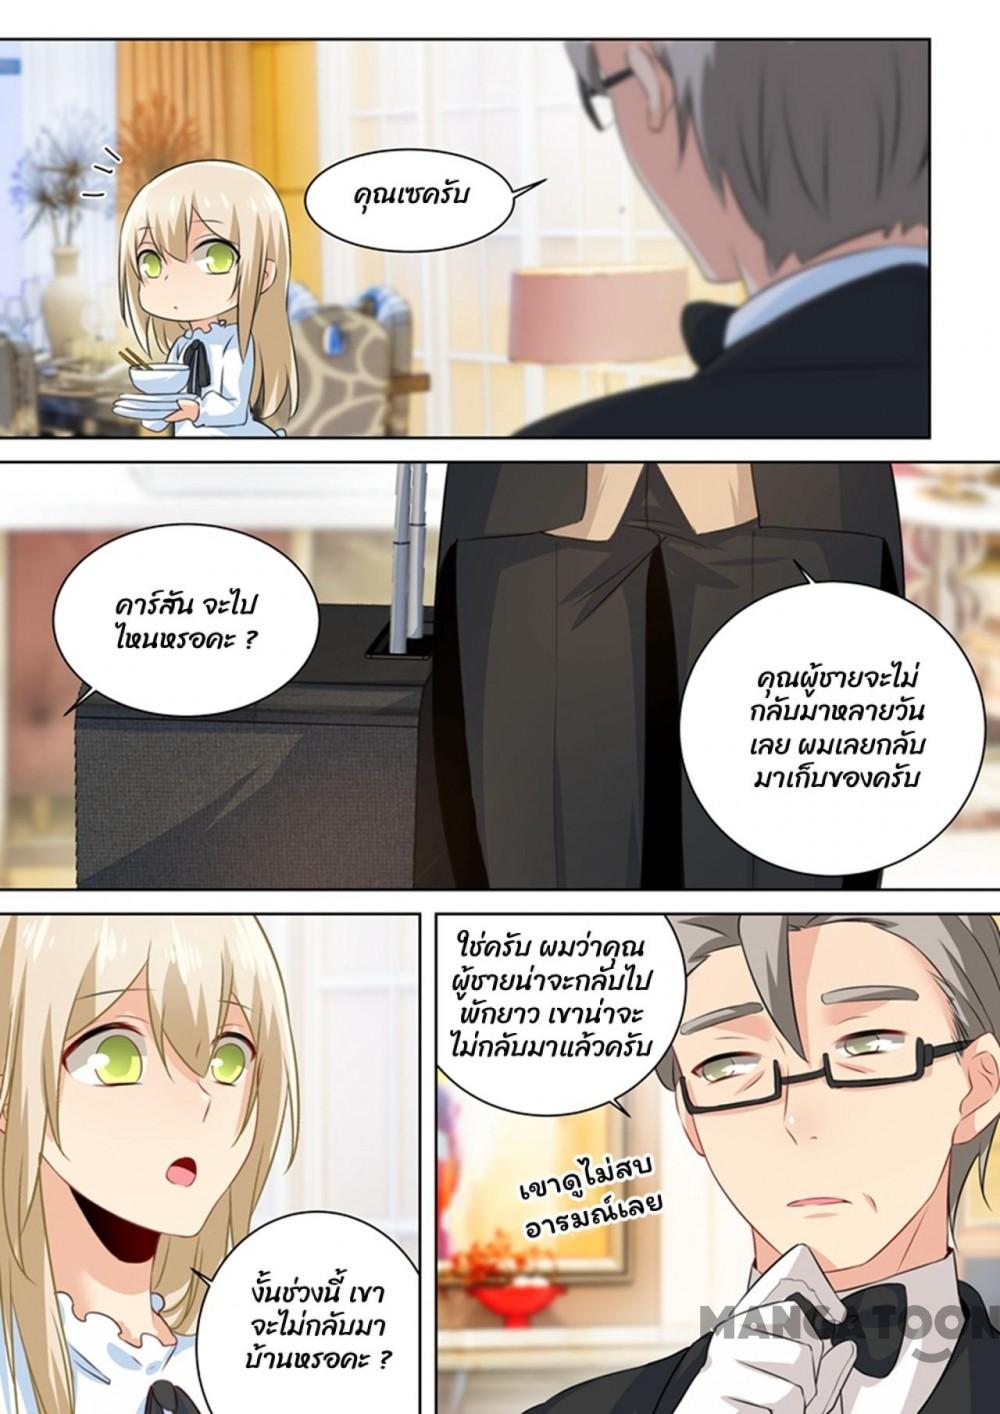 คุณเซครับ
คาร์สัน จะไป
ไหนหรอคะ ?
คุณผู้ชายจะไม่
กลับมาหลายวัน
เลย ผมเลยกลับ
มาเก็บของครับ
งั้นช่วงนี้ เขา
จะไม่กลับมา
บ้านหรอคะ ?
ใช่ครับ ผมว่าคุณ
ผู้ชายน่าจะกลับไป
พักยาว เขาน่าจะ
ไม่กลับมาแล้วครับ
เขาดูไม่สบ
อารมณ์เลย
MANGATOON